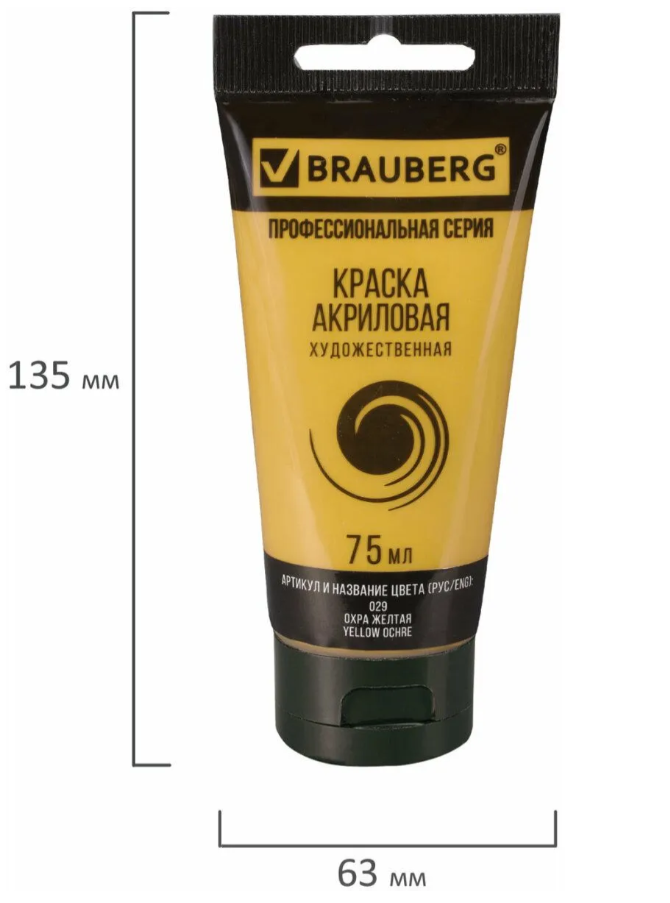 BRAUBERG®
ПРОФЕССИОНАЛЬНАЯ СЕРИЯ
КРАСКА
АКРИЛОВАЯ
ХУДОЖЕСТВЕННАЯ
135 мм
75 мл
АРТИКУЛ И НАЗВАНИЕ ЦВЕТА (РУС/ENG):
029
ОХРА ЖЕЛТАЯ
YELLOW OCHRE
63 мм